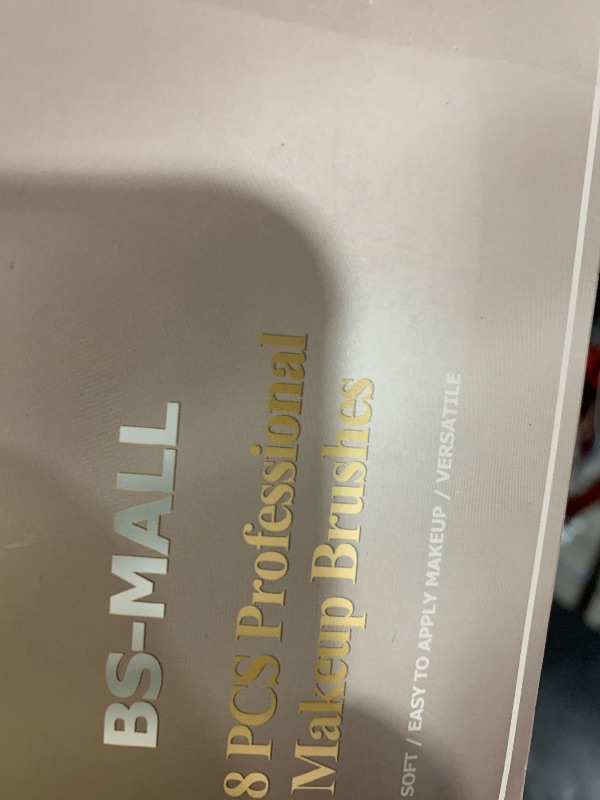 BS-MALL
8 PCS Professional
Makeup Brushes
SOFT / EASY TO APPLY MAKEUP / VERSATILE